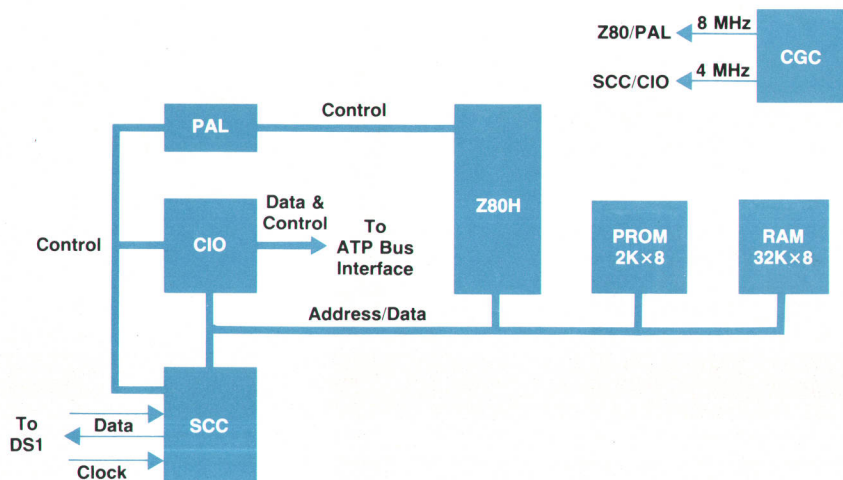 Z80/PAL
8 MHz
CGC
SCC/CIO
4 MHz
PAL
Control
Z80H
Control
CIO
Data &
Control
To
ATP Bus
Interface
PROM
2K×8
RAM
32K×8
Address/Data
SCC
To
DS1
Data
Clock